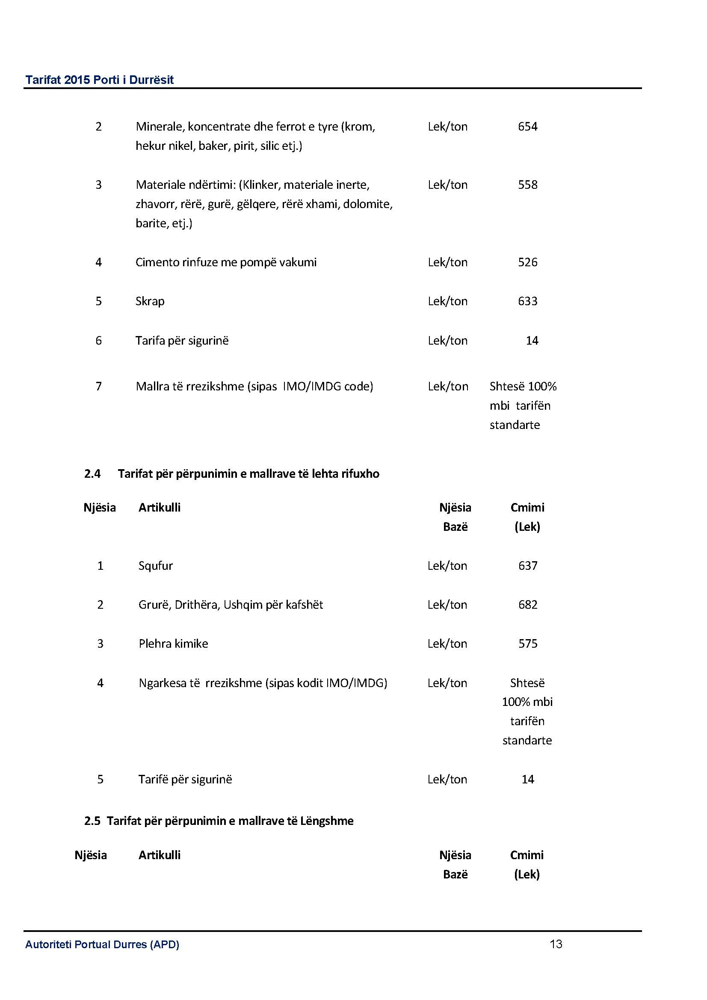 Tarifat 2015 Porti i Durrësit
2 Minerale, koncentrate dhe ferrot e tyre (krom, Lek/ton 654
hekur nikel, baker, pirit, silic etj.)
3 Materiale ndërtimi: (Klinker, materiale inerte, Lek/ton 558
zhavorr, rërë, gurë, gëlqere, rërë xhami, dolomite,
barite, etj.)
4 Cimento rinfuze me pompë vakumi Lek/ton 526
5 Skrap Lek/ton 633
6 Tarifa për sigurinë Lek/ton 14
7 Mallra të rrezikshme (sipas IMO/IMDG code) Lek/ton Shtesë 100%
mbi tarifën
standarte
2.4 Tarifat për përpunimin e mallrave të lehta rifuxho
Njësia Artikulli Njësia Cmimi
Bazë (Lek)
1 Squfur Lek/ton 637
2 Grurë, Drithëra, Ushqim për kafshët Lek/ton 682
3 Plehra kimike Lek/ton 575
4 Ngarkesa të rrezikshme (sipas kodit IMO/IMDG) Lek/ton Shtesë
100% mbi
tarifën
standarte
5 Tarifë për sigurinë Lek/ton 14
2.5 Tarifat për përpunimin e mallrave të Lëngshme
Njësia Artikulli Njësia Cmimi
Bazë (Lek)
Autoriteti Portual Durres (APD) 13